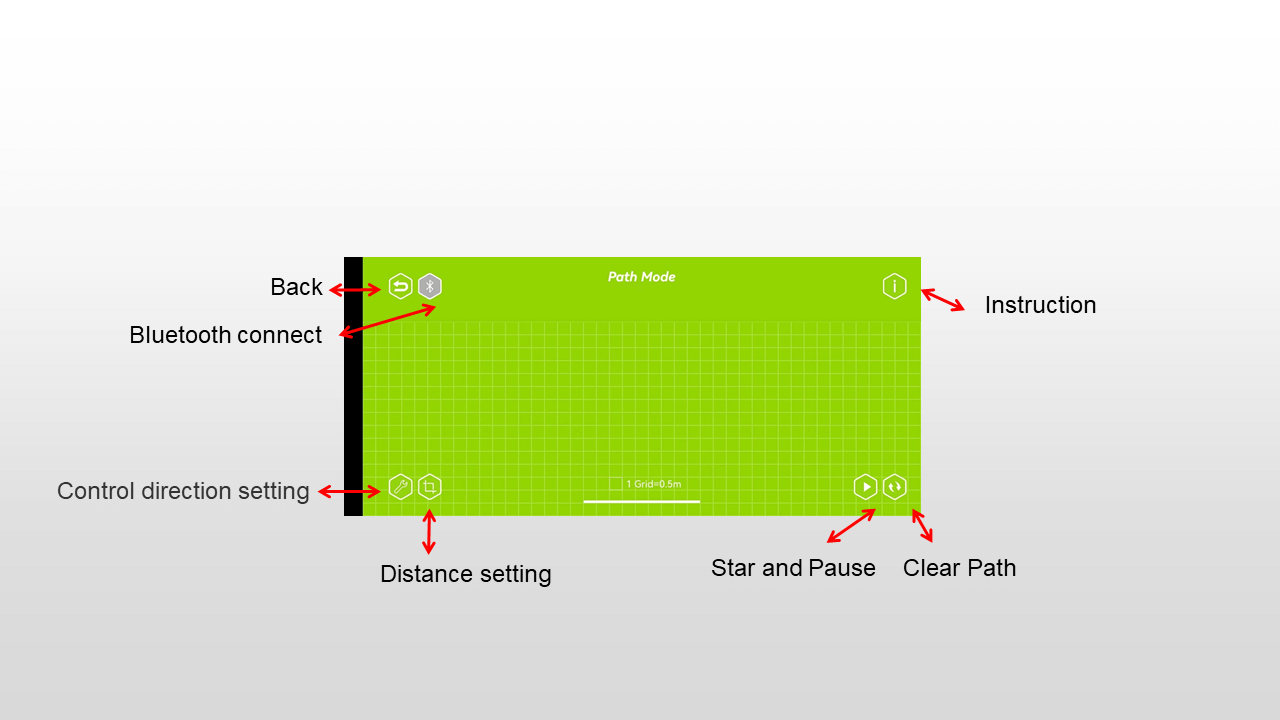 Path Mode
Back
Bluetooth connect
Instruction
Control direction setting
1 Grid=0.5m
Distance setting
Star and Pause
Clear Path